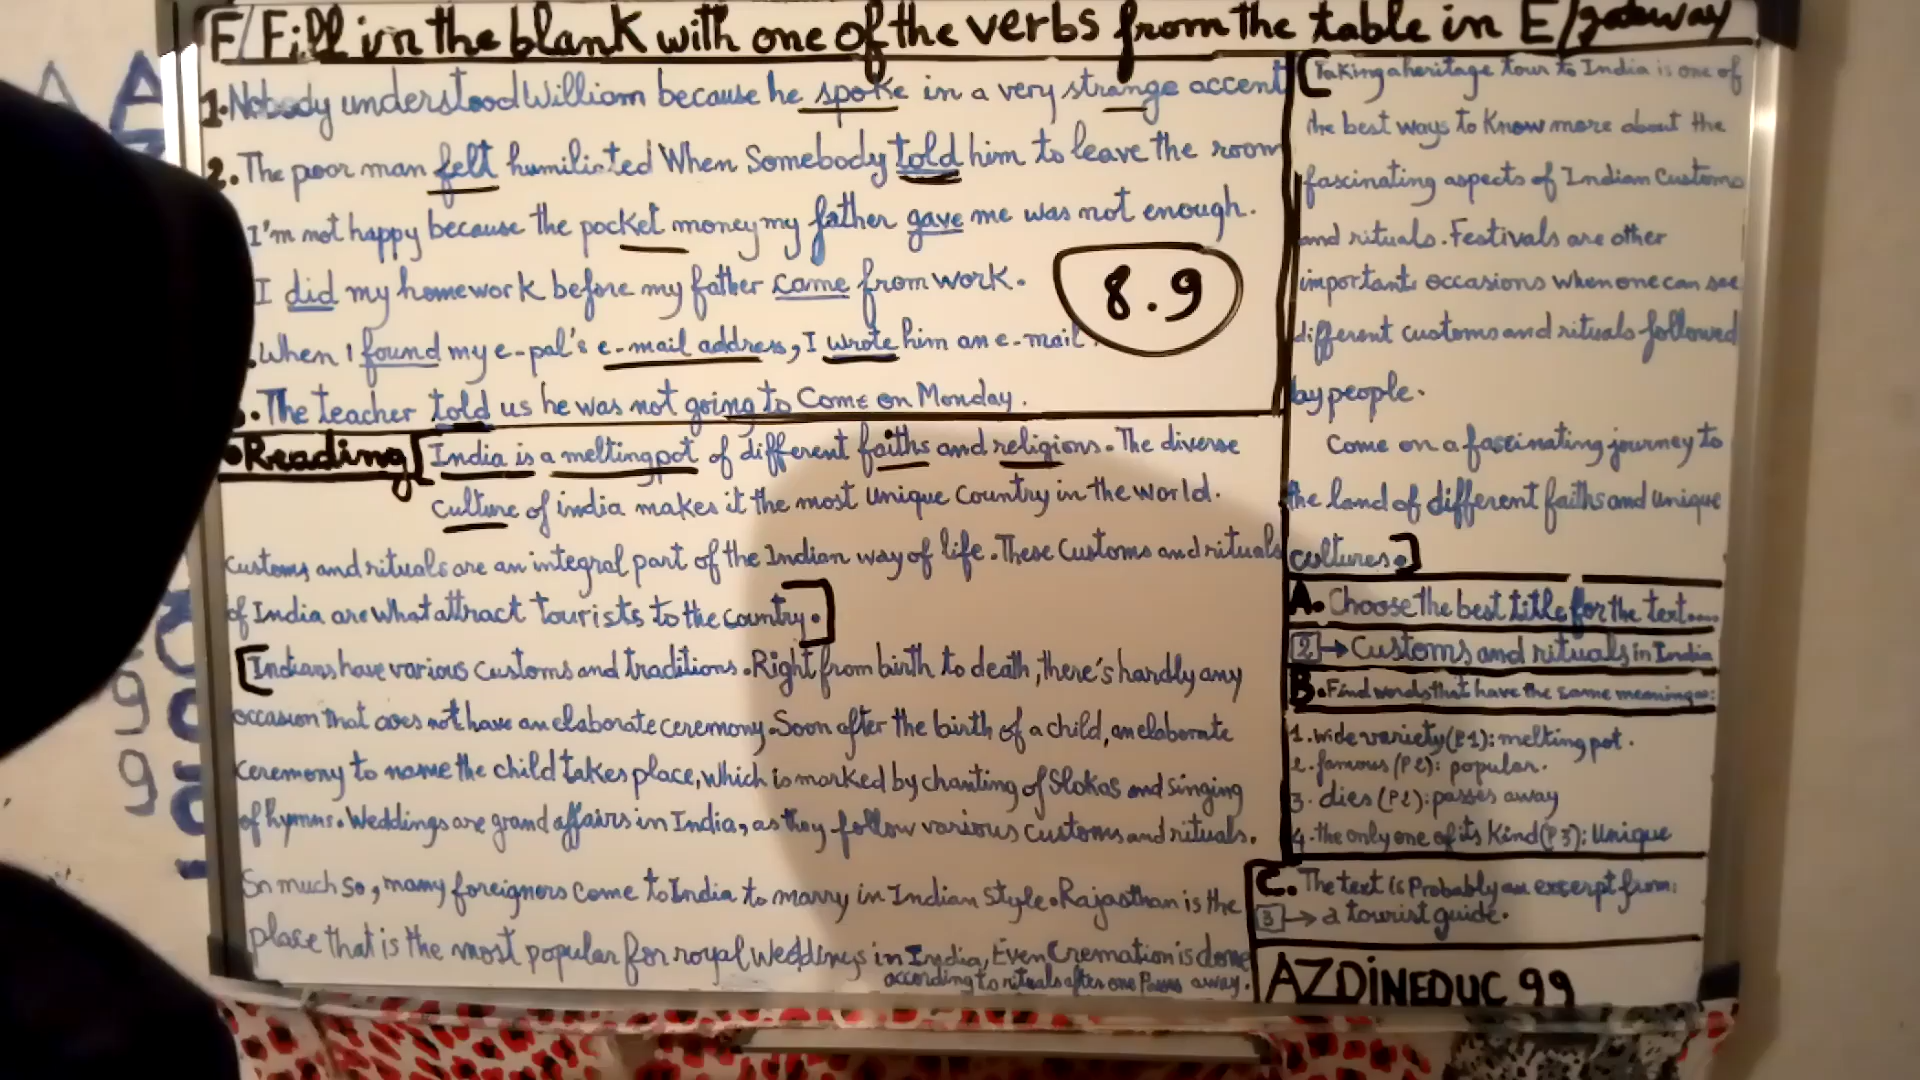 F/ Fill in the blank with one of the verbs from the table in E/gateway
1. Nobody understood William because he spoke in a very strange accent
2. The poor man felt humiliated When Somebody told him to leave the room
I'm not happy because the pocket money my father gave me was not enough.
I did my homework before my father came from work.
8.9
. When I found my e-pal's e-mail address, I wrote him an e-mail.
. The teacher told us he was not going to Come on Monday.
•Reading [India is a melting pot of different faiths and religions. The diverse
culture of india makes it the most unique Country in the world.
customs and rituals are an integral part of the Indian way of life. These Customs and rituals
of India are what attract tourists to the country.]
[Indians have various customs and traditions. Right from birth to death, there's hardly any
occasion that does not have an elaborate ceremony. Soon after the birth of a child, an elaborate
ceremony to name the child takes place, which is marked by chanting of Slokas and singing
of hymns. Weddings are grand affairs in India, as they follow various customs and rituals.
So much so, many foreigners come to India to marry in Indian style. Rajasthan is the
place that is the most popular for royal weddings in India, Even Cremation is done
according to rituals after one Passes away.
[Taking a heritage tour to India is one of
the best ways to Know more about the
fascinating aspects of Indian Customs
and rituals. Festivals are other
important occasions when one can see
different customs and rituals followed
by people.
Come on a fascinating journey to
the land of different faiths and unique
cultures.]
A. Choose the best title for the text....
2 → Customs and rituals in India
B. Find words that have the same meaning as:
1. wide variety (P1): melting pot.
2. famous (P2): popular.
3. dies (P2): passes away
4. the only one of its Kind (P3): Unique
C. The text is Probably an excerpt from:
3 → a tourist guide.
AZDINEDUC 99